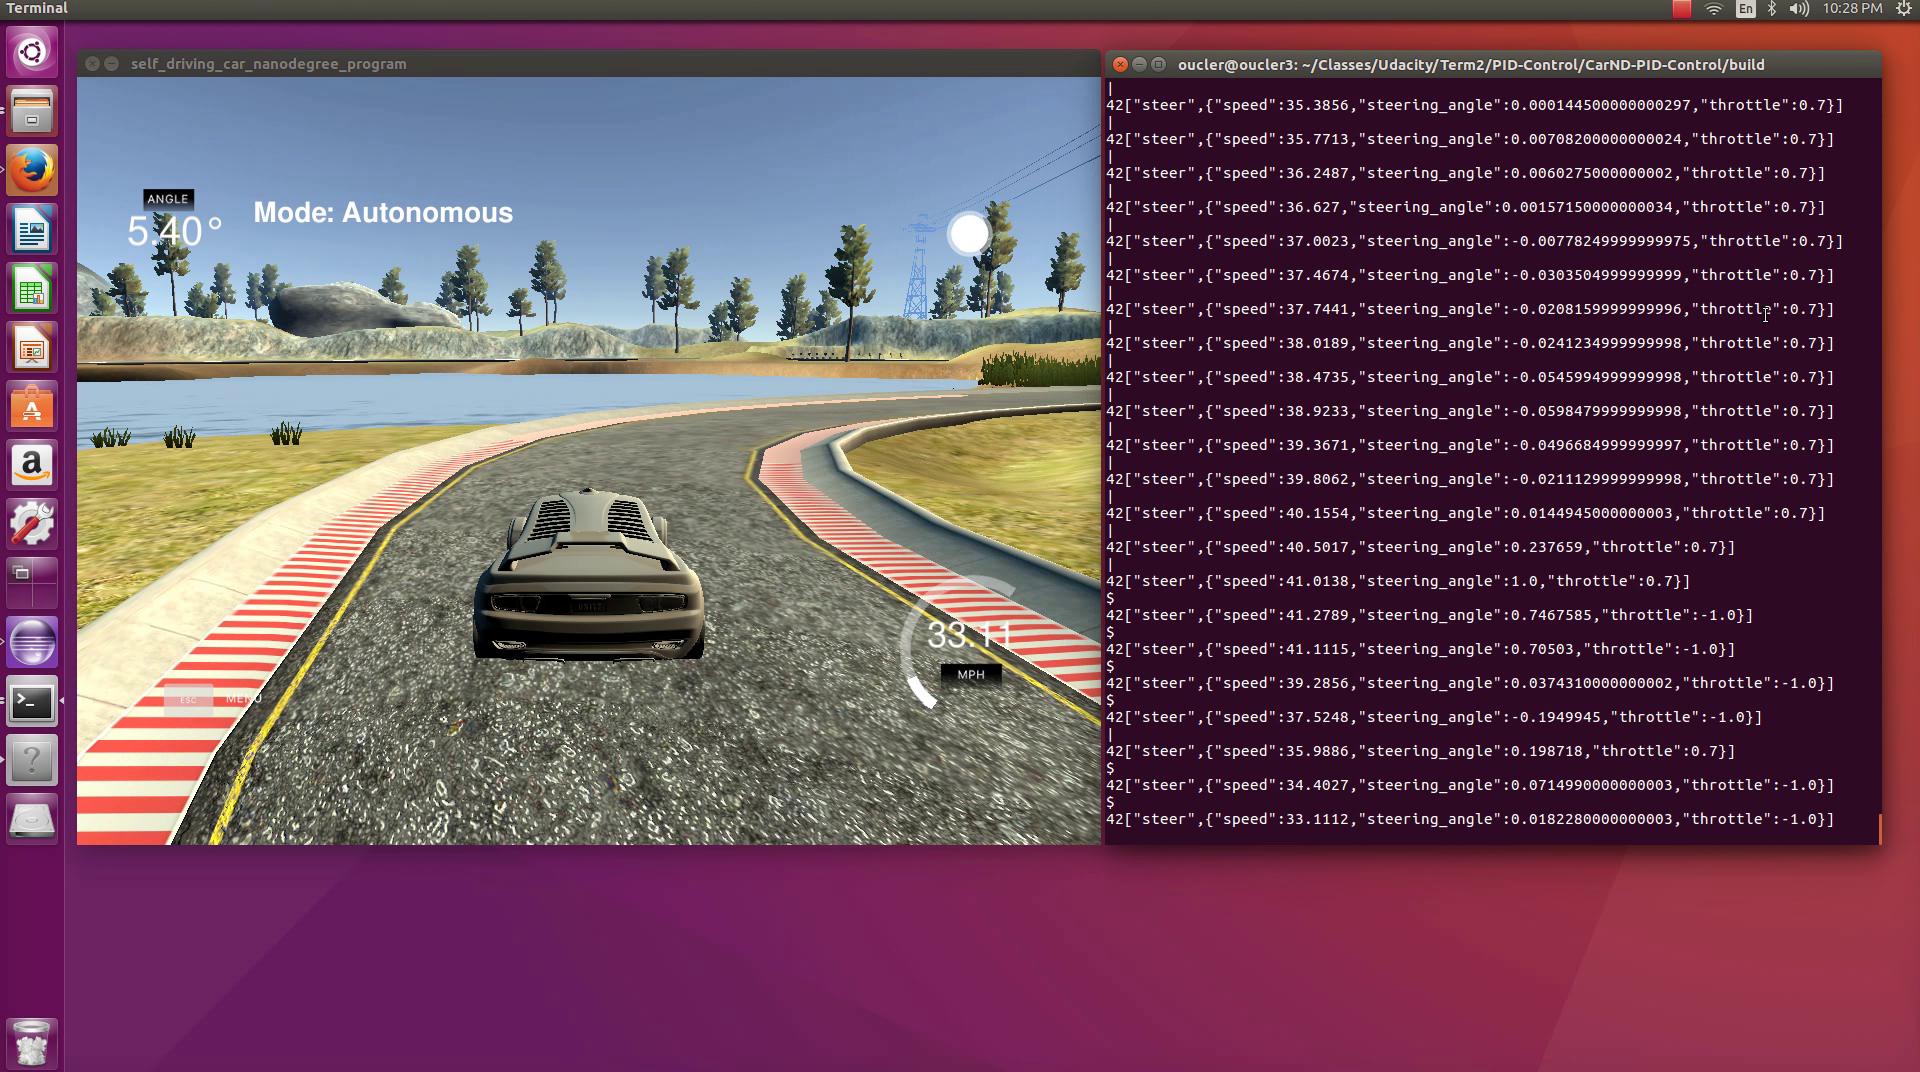 Terminal
En
10:28 PM
self_driving_car_nanodegree_program
ANGLE
5.40°
Mode: Autonomous
33.11
MPH
ESC
MENU
a
oucler@oucler3: ~/Classes/Udacity/Term2/PID-Control/CarND-PID-Control/build
|
42["steer",{"speed":35.3856,"steering_angle":0.000144500000000297,"throttle":0.7}]
|
42["steer",{"speed":35.7713,"steering_angle":0.00708200000000024,"throttle":0.7}]
|
42["steer",{"speed":36.2487,"steering_angle":0.0060275000000002,"throttle":0.7}]
|
42["steer",{"speed":36.627,"steering_angle":0.00157150000000034,"throttle":0.7}]
|
42["steer",{"speed":37.0023,"steering_angle":-0.00778249999999975,"throttle":0.7}]
|
42["steer",{"speed":37.4674,"steering_angle":-0.0303504999999999,"throttle":0.7}]
|
42["steer",{"speed":37.7441,"steering_angle":-0.0208159999999996,"throttle":0.7}]
|
42["steer",{"speed":38.0189,"steering_angle":-0.0241234999999998,"throttle":0.7}]
|
42["steer",{"speed":38.4735,"steering_angle":-0.0545994999999998,"throttle":0.7}]
|
42["steer",{"speed":38.9233,"steering_angle":-0.0598479999999998,"throttle":0.7}]
|
42["steer",{"speed":39.3671,"steering_angle":-0.0496684999999997,"throttle":0.7}]
|
42["steer",{"speed":39.8062,"steering_angle":-0.0211129999999998,"throttle":0.7}]
|
42["steer",{"speed":40.1554,"steering_angle":0.0144945000000003,"throttle":0.7}]
|
42["steer",{"speed":40.5017,"steering_angle":0.237659,"throttle":0.7}]
|
42["steer",{"speed":41.0138,"steering_angle":1.0,"throttle":0.7}]
$
42["steer",{"speed":41.2789,"steering_angle":0.7467585,"throttle":-1.0}]
$
42["steer",{"speed":41.1115,"steering_angle":0.70503,"throttle":-1.0}]
$
42["steer",{"speed":39.2856,"steering_angle":0.0374310000000002,"throttle":-1.0}]
$
42["steer",{"speed":37.5248,"steering_angle":-0.1949945,"throttle":-1.0}]
|
42["steer",{"speed":35.9886,"steering_angle":0.198718,"throttle":0.7}]
$
42["steer",{"speed":34.4027,"steering_angle":0.0714990000000003,"throttle":-1.0}]
$
42["steer",{"speed":33.1112,"steering_angle":0.0182280000000003,"throttle":-1.0}]